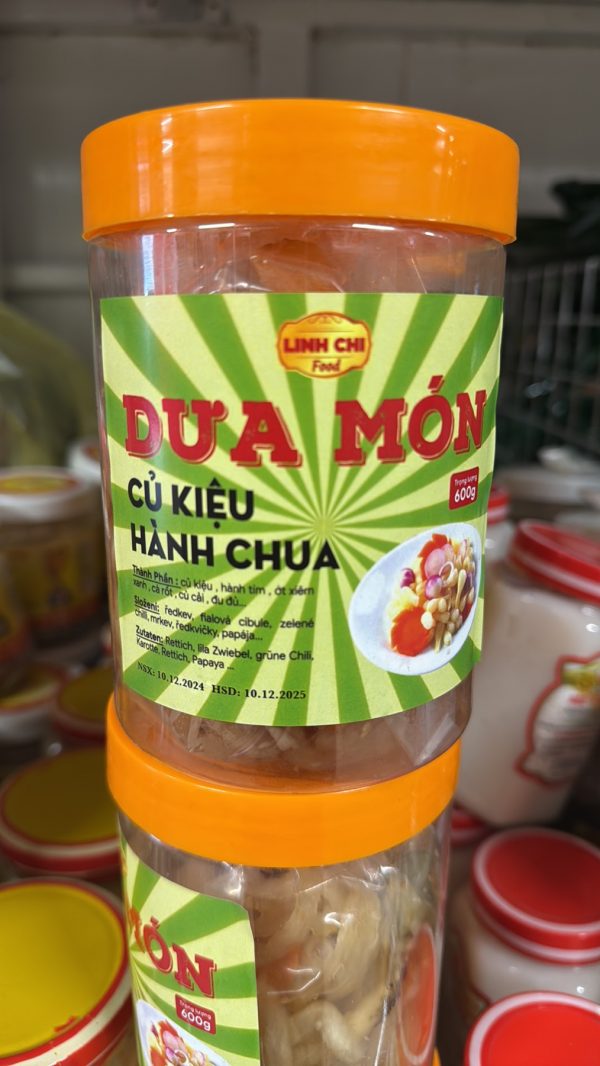 LINH CHI
Food
DƯA MÓN
Trọng lượng
600g
CỦ KIỆU
HÀNH CHUA
Thành Phần : củ kiệu , hành tím , ớt xiêm
xanh , cà rốt , củ cải , đu đủ...
Složení: ředkev, fialová cibule, zelené
chili, mrkev, ředkvičky, papája...
Zutaten: Rettich, lila Zwiebel, grüne Chili,
Karotte, Rettich, Papaya ...
NSX: 10.12.2024 HSD: 10.12.2025
MÓN
Trọng lượng
600g